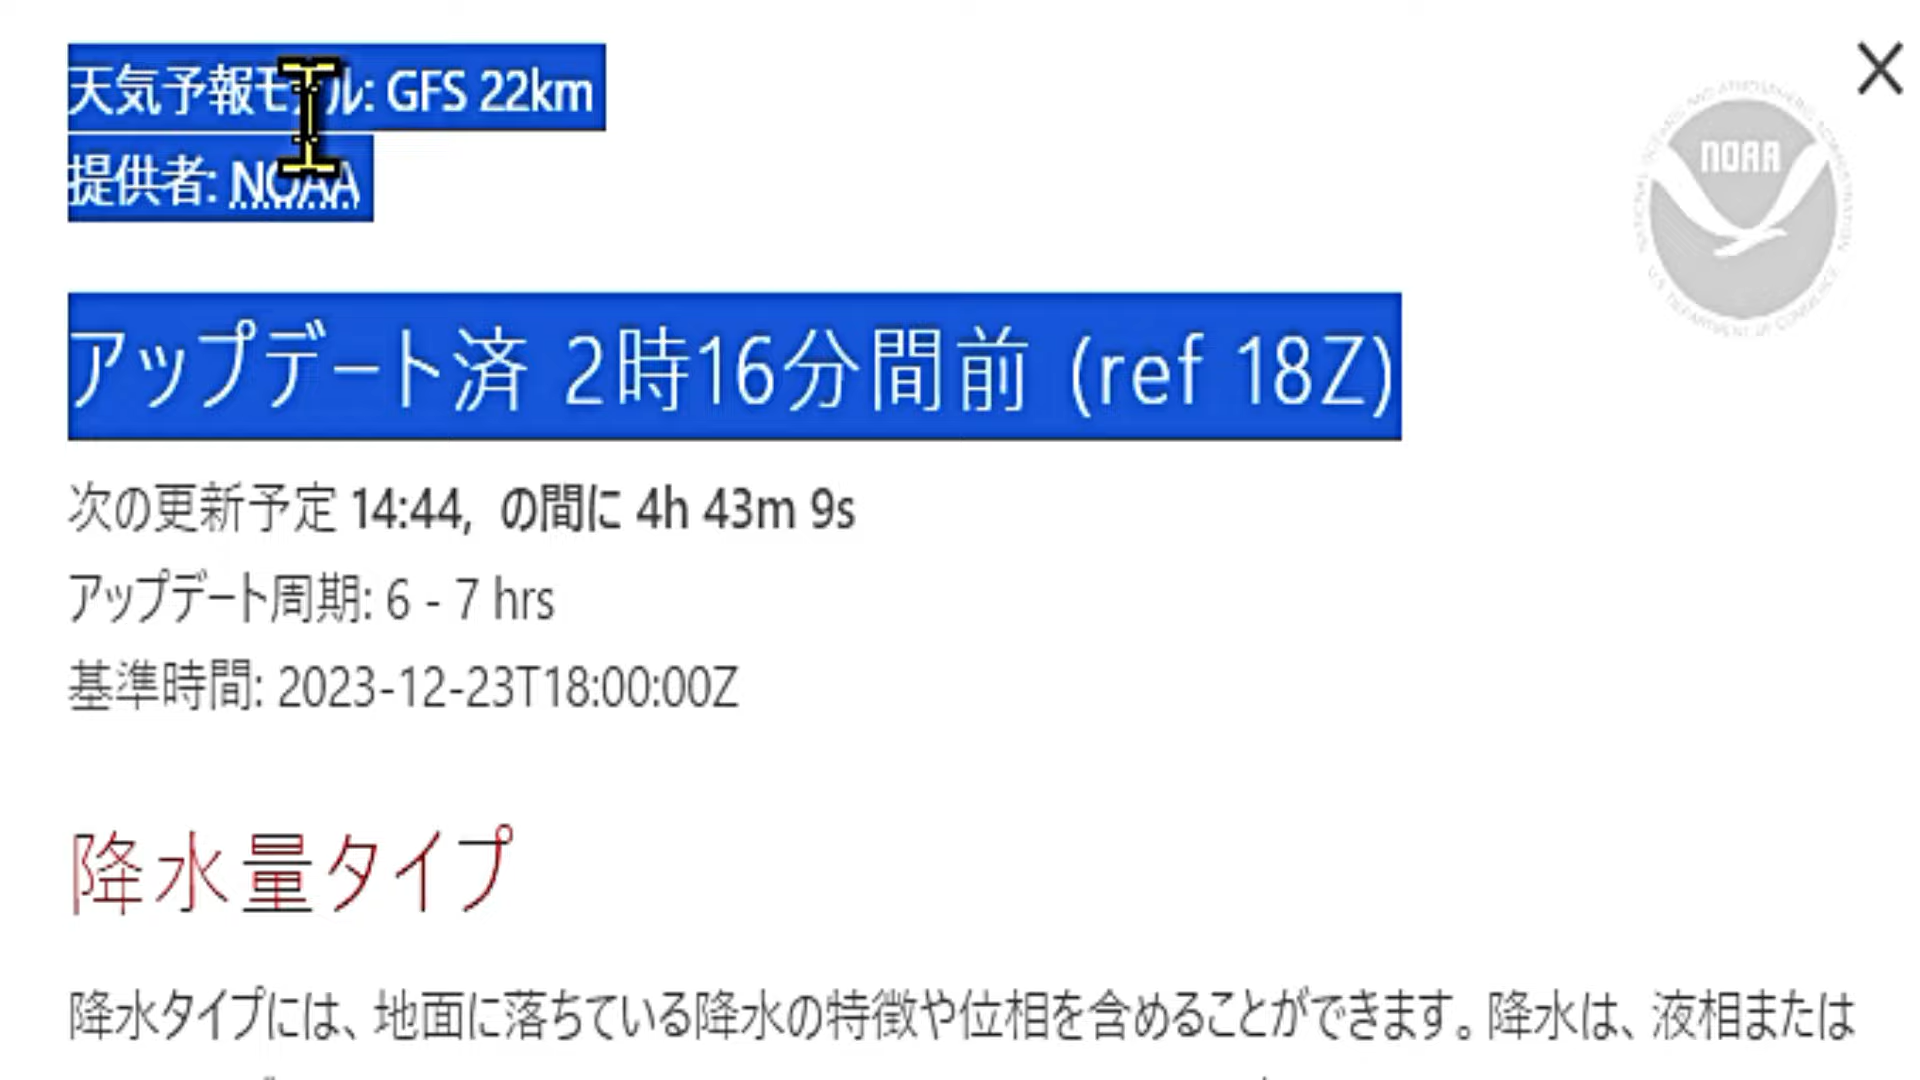 天気予報モデル: GFS 22km
提供者: NOAA
NOAA
アップデート済 2時16分間前 (ref 18Z)
次の更新予定 14:44, の間に 4h 43m 9s
アップデート周期: 6 - 7 hrs
基準時間: 2023-12-23T18:00:00Z
降水量タイプ
降水タイプには、地面に落ちている降水の特徴や位相を含めることができます。降水は、液相または